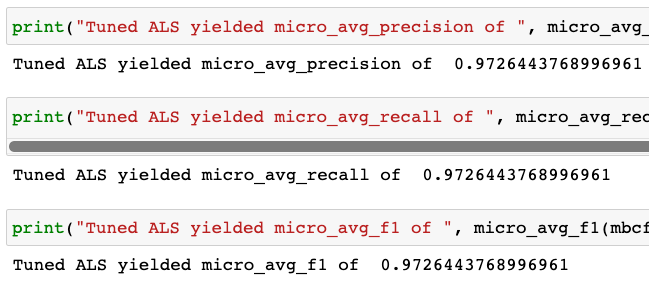 print("Tuned ALS yielded micro_avg_precision of ", micro_avg_
Tuned ALS yielded micro_avg_precision of  0.9726443768996961
print("Tuned ALS yielded micro_avg_recall of ", micro_avg_rec
Tuned ALS yielded micro_avg_recall of  0.9726443768996961
print("Tuned ALS yielded micro_avg_f1 of ", micro_avg_f1(mbcf
Tuned ALS yielded micro_avg_f1 of  0.9726443768996961